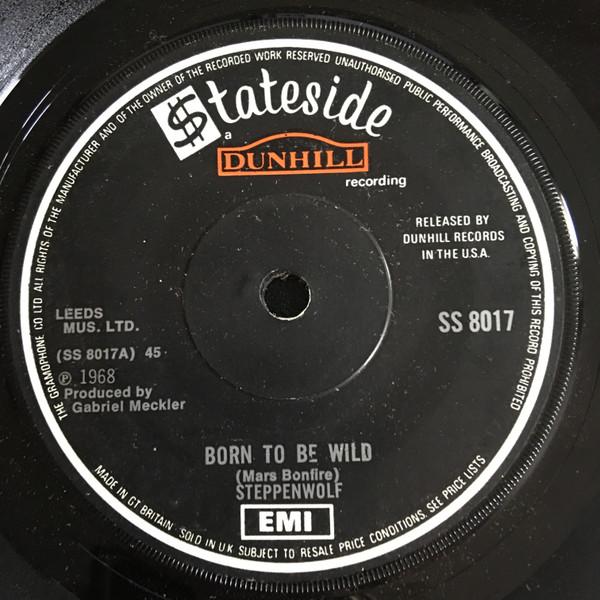 THE GRAMOPHONE CO LTD ALL RIGHTS OF THE MANUFACTURER AND OF THE OWNER OF THE RECORDED WORK RESERVED UNAUTHORISED PUBLIC PERFORMANCE BROADCASTING AND COPYING OF THIS RECORD PROHIBITED
$tateside
a
DUNHILL
recording
RELEASED BY
DUNHILL RECORDS
IN THE U.S.A.
LEEDS
MUS. LTD.
SS 8017
(SS 8017A) 45
℗ 1968
Produced by
Gabriel Meckler
BORN TO BE WILD
(Mars Bonfire)
STEPPENWOLF
EMI
MADE IN GT BRITAIN SOLD IN U K SUBJECT TO RESALE PRICE CONDITIONS, SEE PRICE LISTS